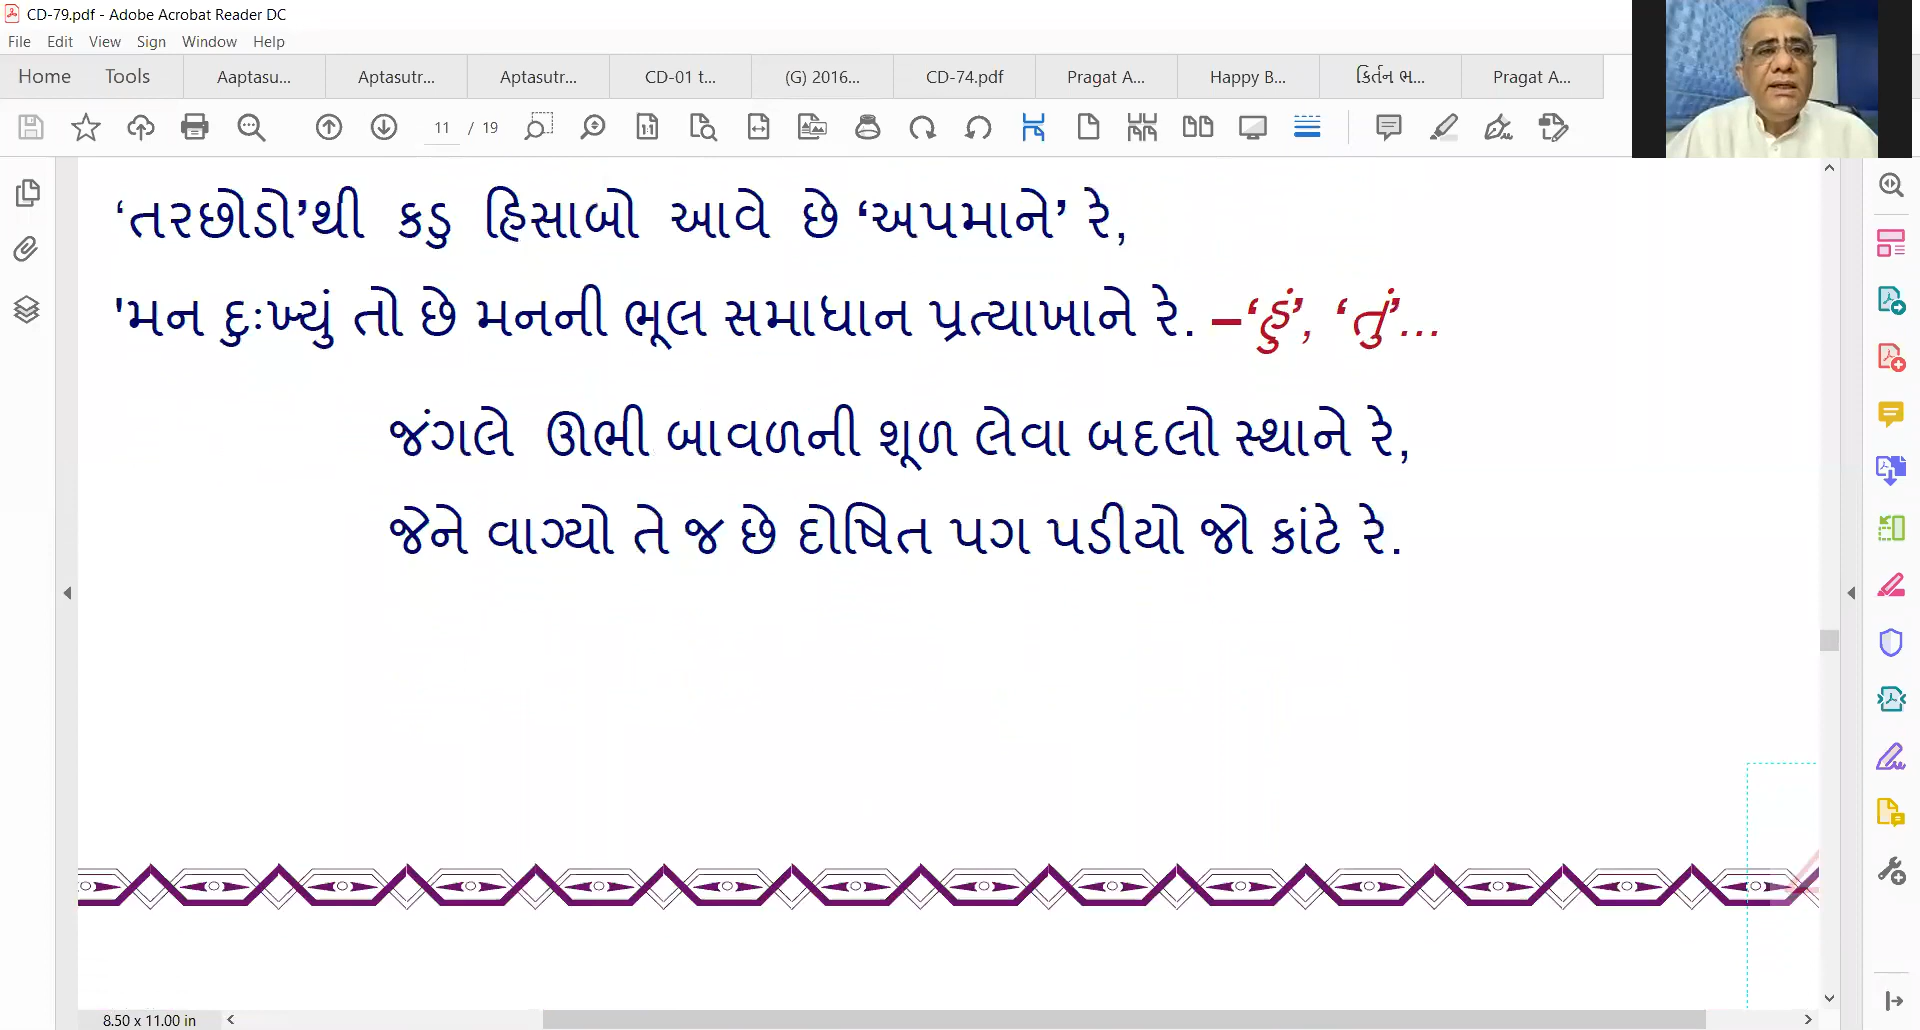 CD-79.pdf - Adobe Acrobat Reader DC
File Edit View Sign Window Help
Home Tools Aaptasu... Aptasutr... Aptasutr... CD-01 t... (G) 2016... CD-74.pdf Pragat A... Happy B... કિર્તન ભ... Pragat A...
11 / 19
‘તરછોડો’થી કડુ હિસાબો આવે છે ‘અપમાને’ રે,
'મન દુઃખ્યું તો છે મનની ભૂલ સમાધાન પ્રત્યાખાને રે. –‘હું’, ‘તું’...
જંગલે ઊભી બાવળની શૂળ લેવા બદલો સ્થાને રે,
જેને વાગ્યો તે જ છે દોષિત પગ પડીયો જો કાંટે રે.
8.50 x 11.00 in